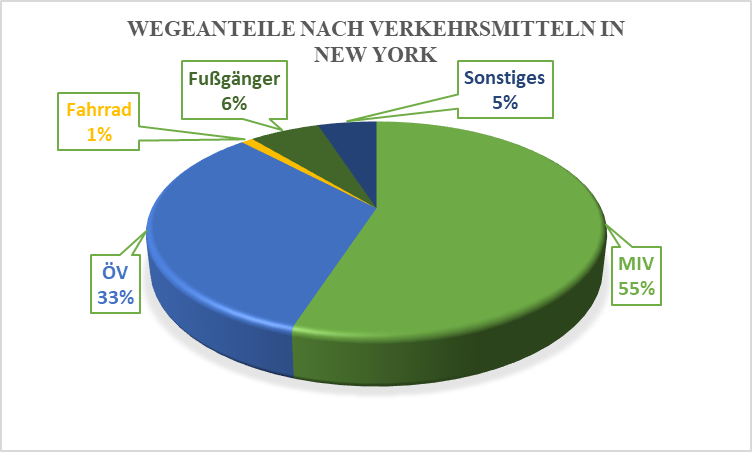 WEGEANTEILE NACH VERKEHRSMITTELN IN
NEW YORK
Sonstiges
5%
Fußgänger
6%
Fahrrad
1%
ÖV
33%
MIV
55%